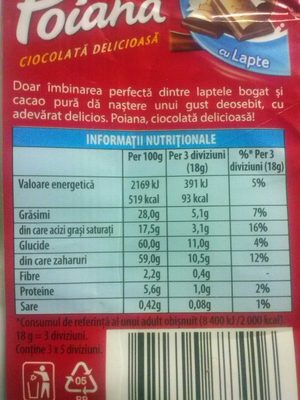 Poiana
CIOCOLATĂ DELICIOASĂ
cu Lapte
Doar îmbinarea perfectă dintre laptele bogat și
cacao pură dă naștere unui gust deosebit, cu
adevărat delicios. Poiana, ciocolată delicioasă!
INFORMAȚII NUTRIȚIONALE
Per 100g Per 3 diviziuni (18g) %* Per 3 diviziuni (18g)
Valoare energetică 2169 kJ 391 kJ 5%
519 kcal 93 kcal
Grăsimi 28,0g 5,1g 7%
din care acizi grași saturați 17,5g 3,1g 16%
Glucide 60,0g 11,0g 4%
din care zaharuri 59,0g 10,5g 12%
Fibre 2,2g 0,4g
Proteine 5,6g 1,0g 2%
Sare 0,42g 0,08g 1%
*Consumul de referință al unui adult obișnuit (8 400 kJ/2 000 kcal).
18 g = 3 diviziuni.
Conține 3 x 5 diviziuni.
05
PP